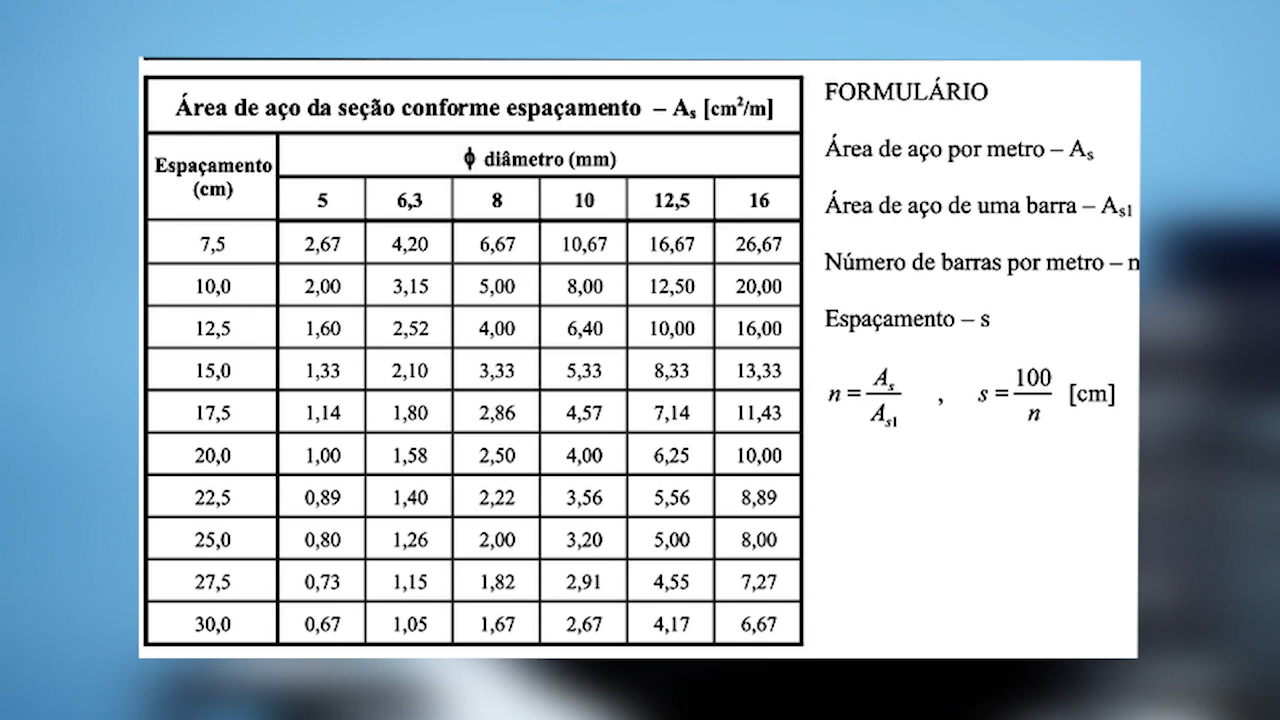 Área de aço da seção conforme espaçamento – As [cm²/m]
Espaçamento (cm) ϕ diâmetro (mm)
5 6,3 8 10 12,5 16
7,5 2,67 4,20 6,67 10,67 16,67 26,67
10,0 2,00 3,15 5,00 8,00 12,50 20,00
12,5 1,60 2,52 4,00 6,40 10,00 16,00
15,0 1,33 2,10 3,33 5,33 8,33 13,33
17,5 1,14 1,80 2,86 4,57 7,14 11,43
20,0 1,00 1,58 2,50 4,00 6,25 10,00
22,5 0,89 1,40 2,22 3,56 5,56 8,89
25,0 0,80 1,26 2,00 3,20 5,00 8,00
27,5 0,73 1,15 1,82 2,91 4,55 7,27
30,0 0,67 1,05 1,67 2,67 4,17 6,67
FORMULÁRIO
Área de aço por metro – As
Área de aço de uma barra – As1
Número de barras por metro – n
Espaçamento – s
n = As / As1 , s = 100 / n [cm]